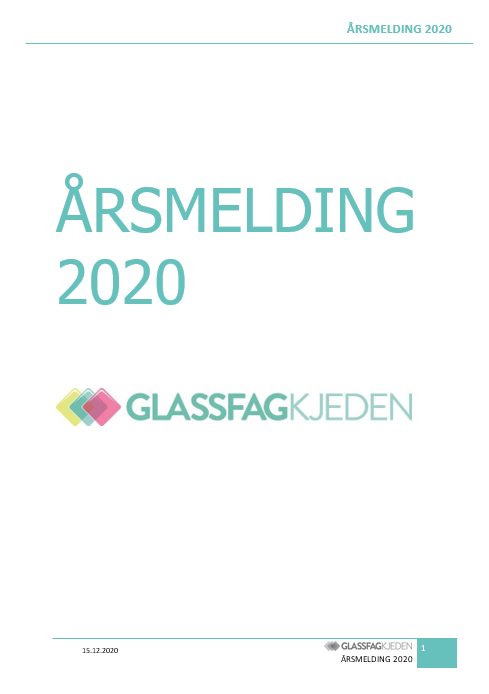 ÅRSMELDING 2020
ÅRSMELDING
2020
GLASSFAGKJEDEN
15.12.2020
GLASSFAGKJEDEN
1
ÅRSMELDING 2020